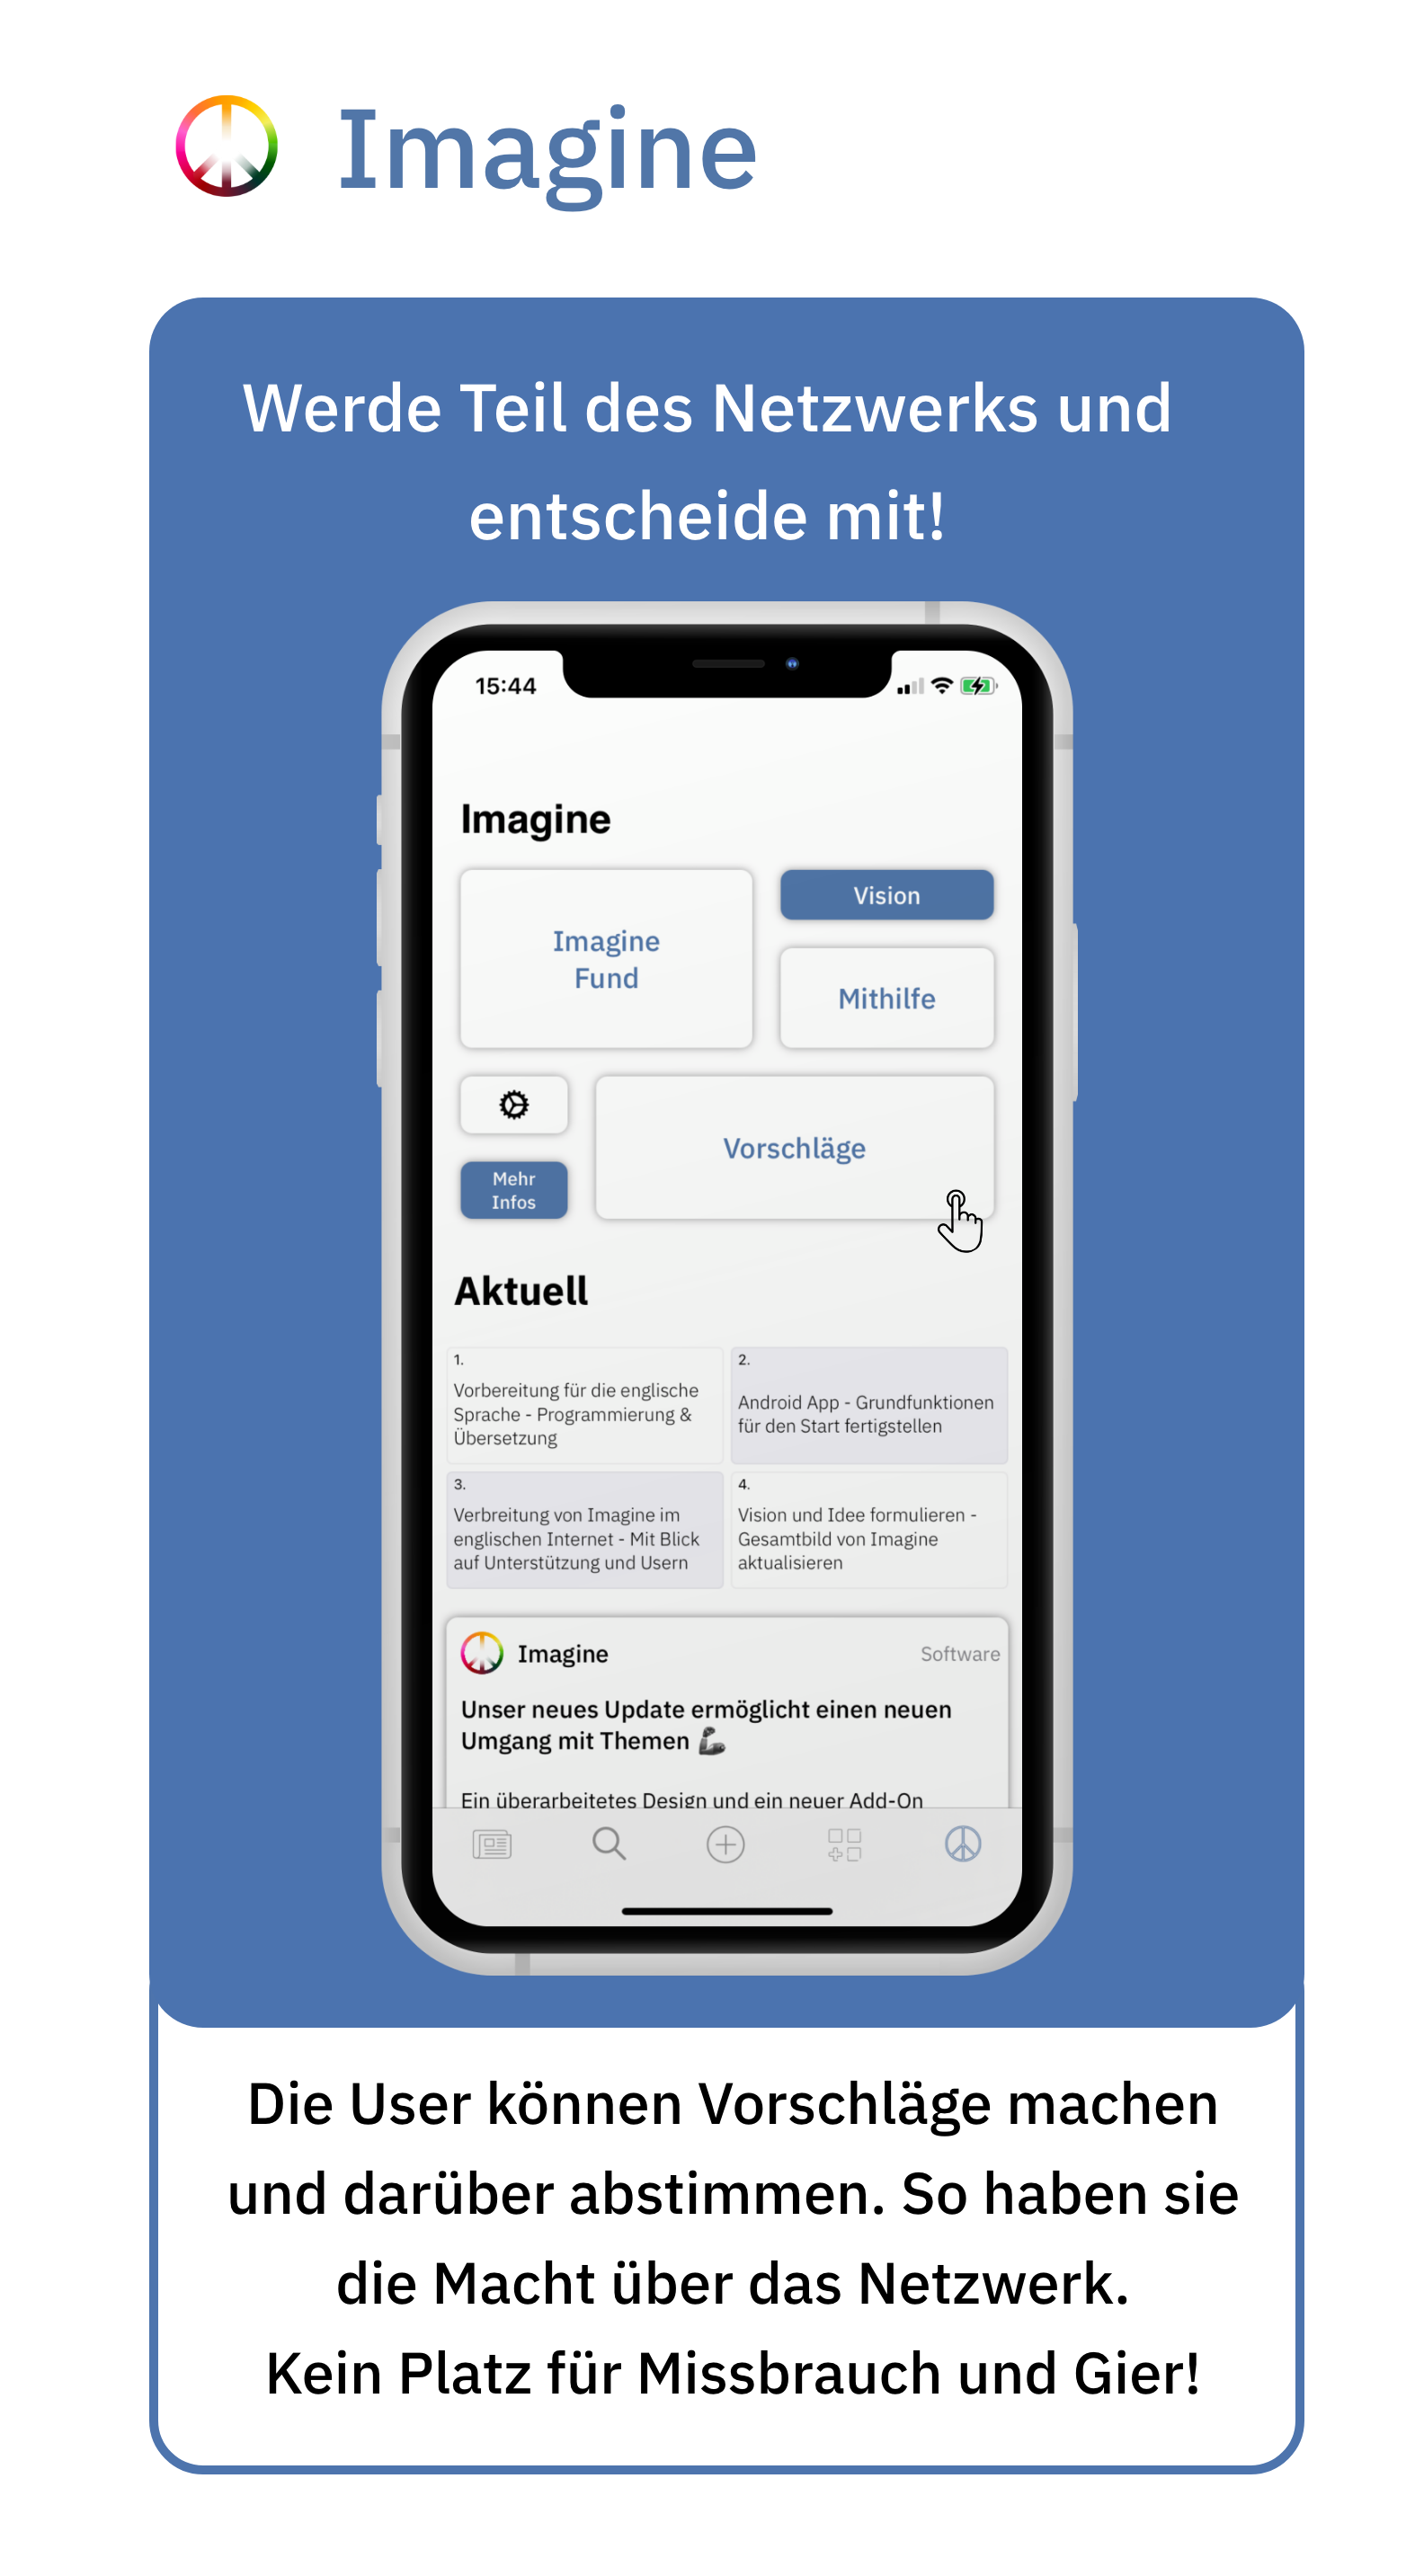 Imagine
Werde Teil des Netzwerks und
entscheide mit!
15:44
Imagine
Imagine
Fund
Vision
Mithilfe
Mehr
Infos
Vorschläge
Aktuell
1.
Vorbereitung für die englische
Sprache - Programmierung &
Übersetzung
2.
Android App - Grundfunktionen
für den Start fertigstellen
3.
Verbreitung von Imagine im
englischen Internet - Mit Blick
auf Unterstützung und Usern
4.
Vision und Idee formulieren -
Gesamtbild von Imagine
aktualisieren
Imagine
Software
Unser neues Update ermöglicht einen neuen
Umgang mit Themen 🦾
Ein überarbeitetes Design und ein neuer Add-On
Die User können Vorschläge machen
und darüber abstimmen. So haben sie
die Macht über das Netzwerk.
Kein Platz für Missbrauch und Gier!